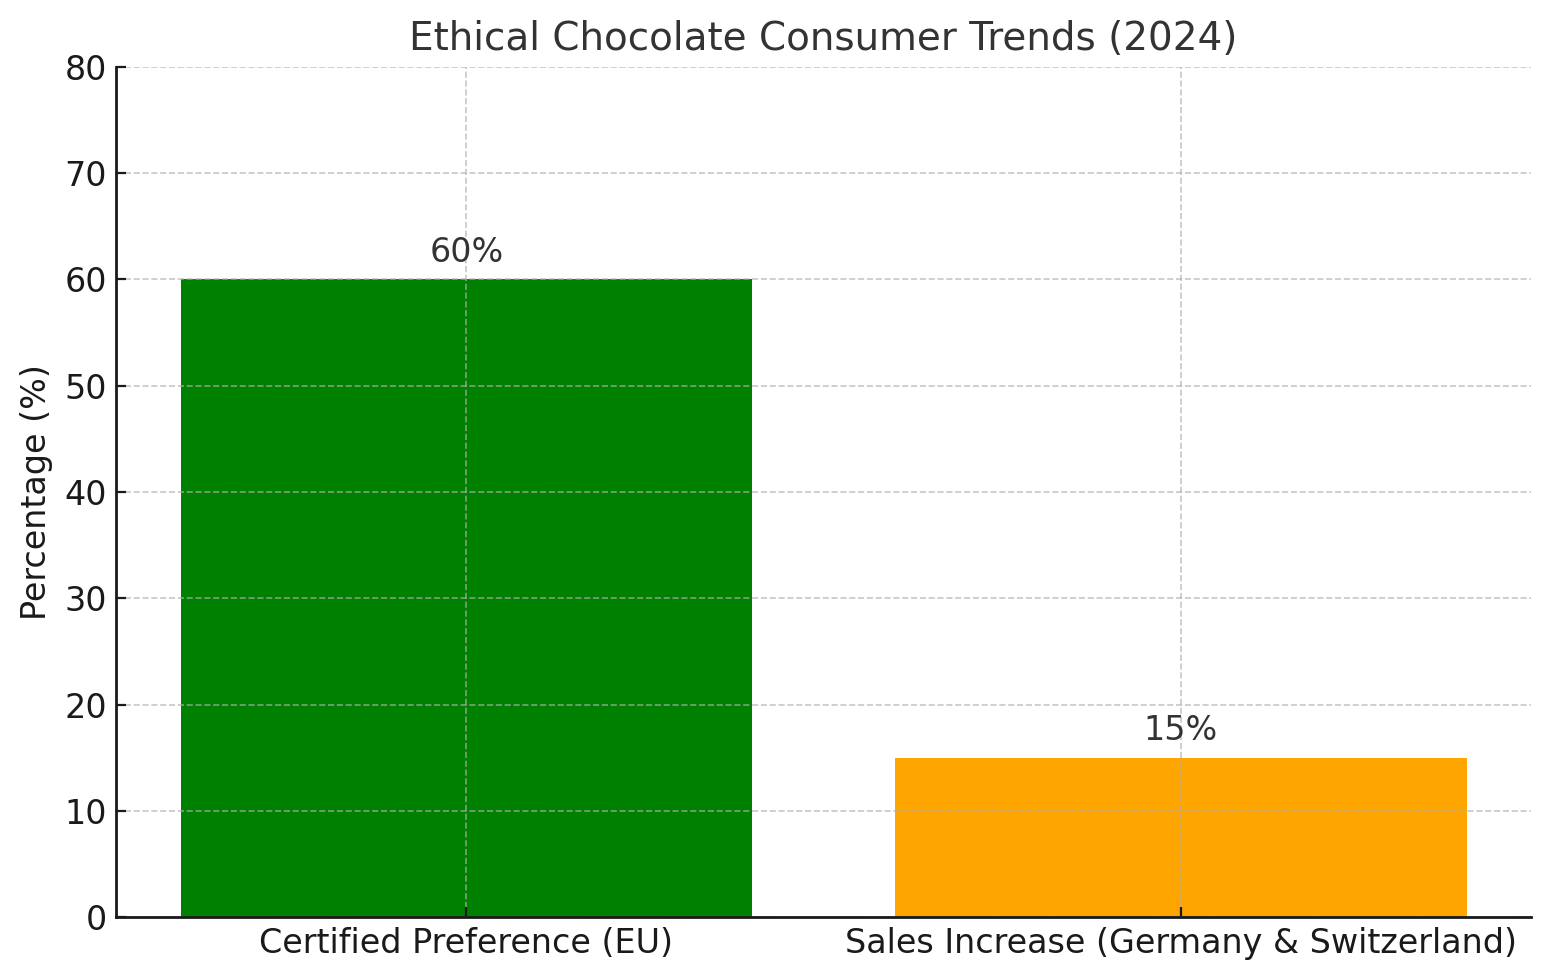 Ethical Chocolate Consumer Trends (2024)
80
70
60
50
40
30
20
10
0
Percentage (%)
60%
15%
Certified Preference (EU)
Sales Increase (Germany & Switzerland)